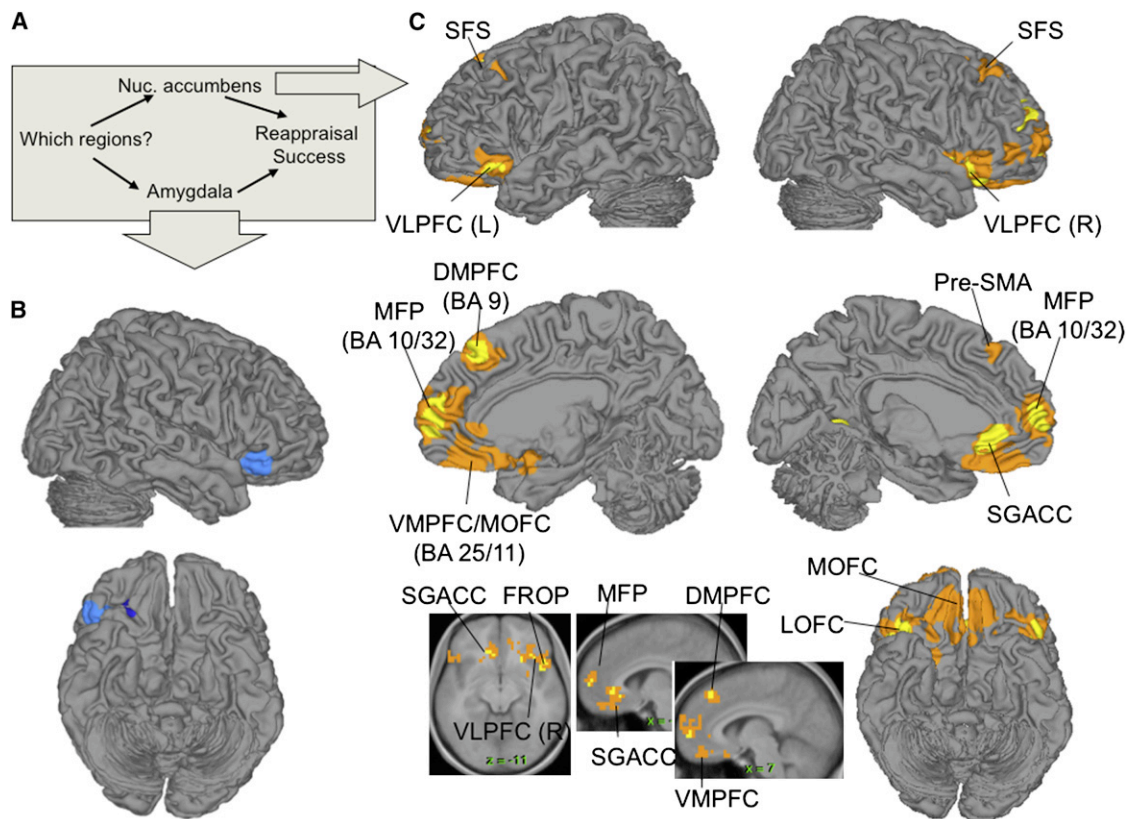 A
Nuc. accumbens
Which regions?
Reappraisal
Success
Amygdala
B
C
SFS
SFS
VLPFC (L)
VLPFC (R)
DMPFC
(BA 9)
MFP
(BA 10/32)
Pre-SMA
MFP
(BA 10/32)
VMPFC/MOFC
(BA 25/11)
SGACC
SGACC
FROP
MFP
DMPFC
MOFC
LOFC
VLPFC (R)
z = -11
SGACC
x = 7
VMPFC